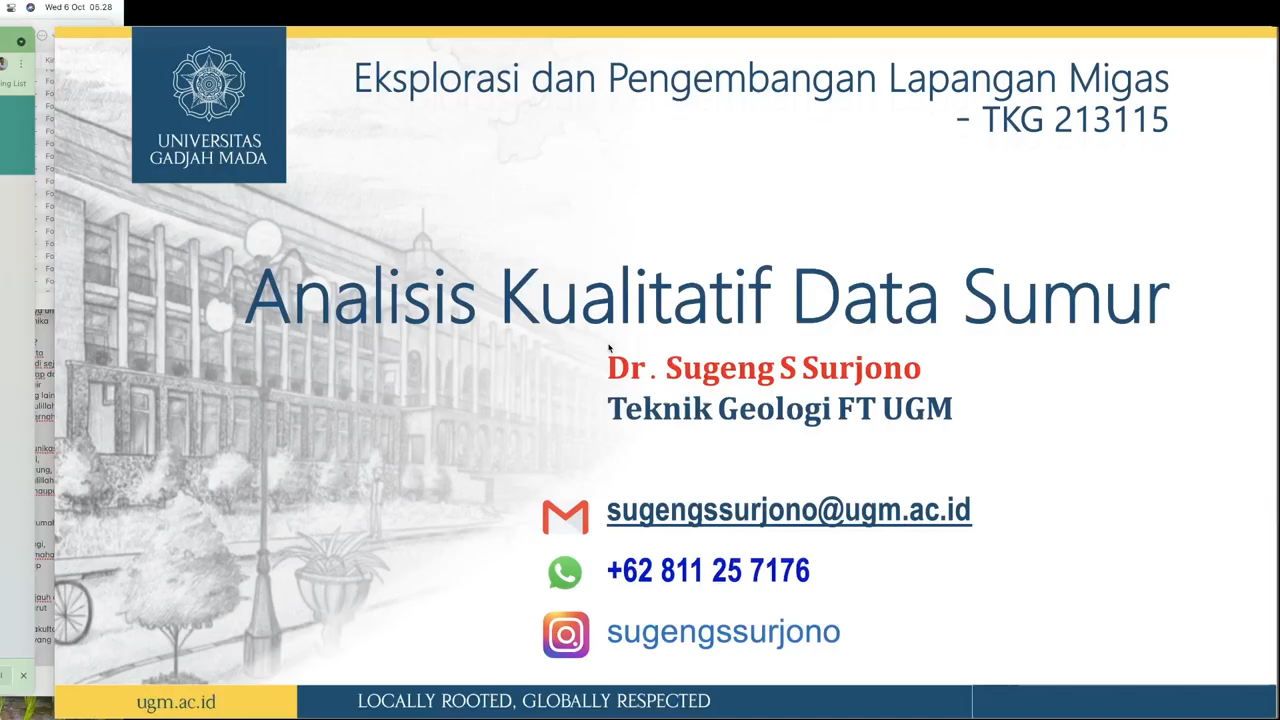 Wed 6 Oct 05.28
ing List
UNIVERSITAS
GADJAH MADA
Eksplorasi dan Pengembangan Lapangan Migas
- TKG 213115
Analisis Kualitatif Data Sumur
Dr. Sugeng S Surjono
Teknik Geologi FT UGM
sugengssurjono@ugm.ac.id
+62 811 25 7176
sugengssurjono
ugm.ac.id
LOCALLY ROOTED, GLOBALLY RESPECTED